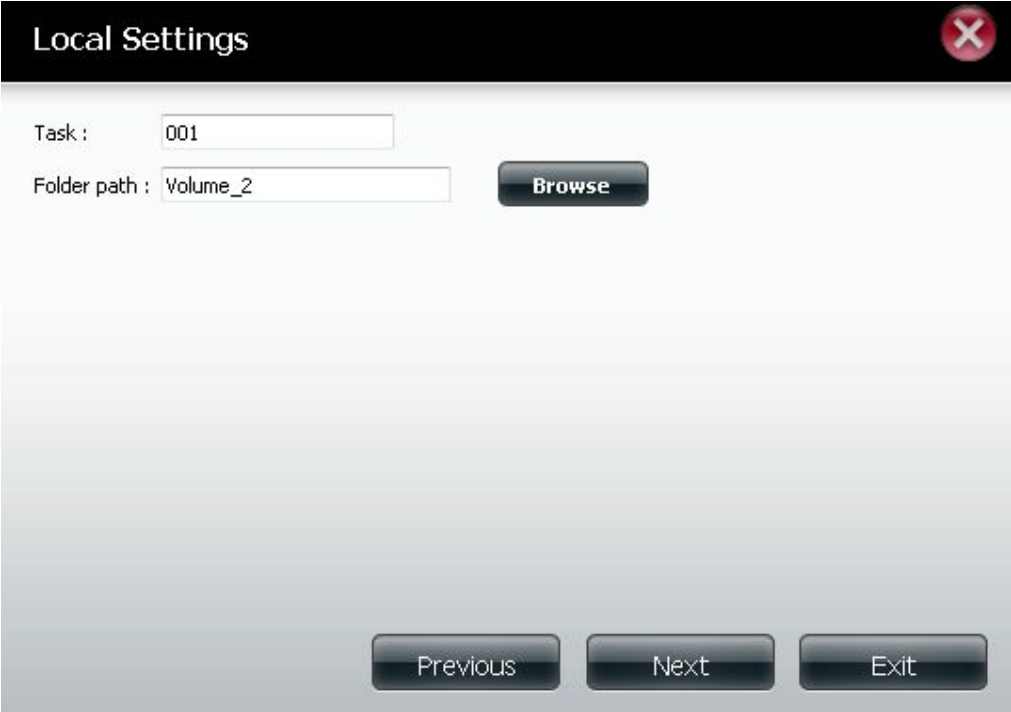 Local Settings
Task : 001
Folder path : Volume_2 Browse
Previous Next Exit